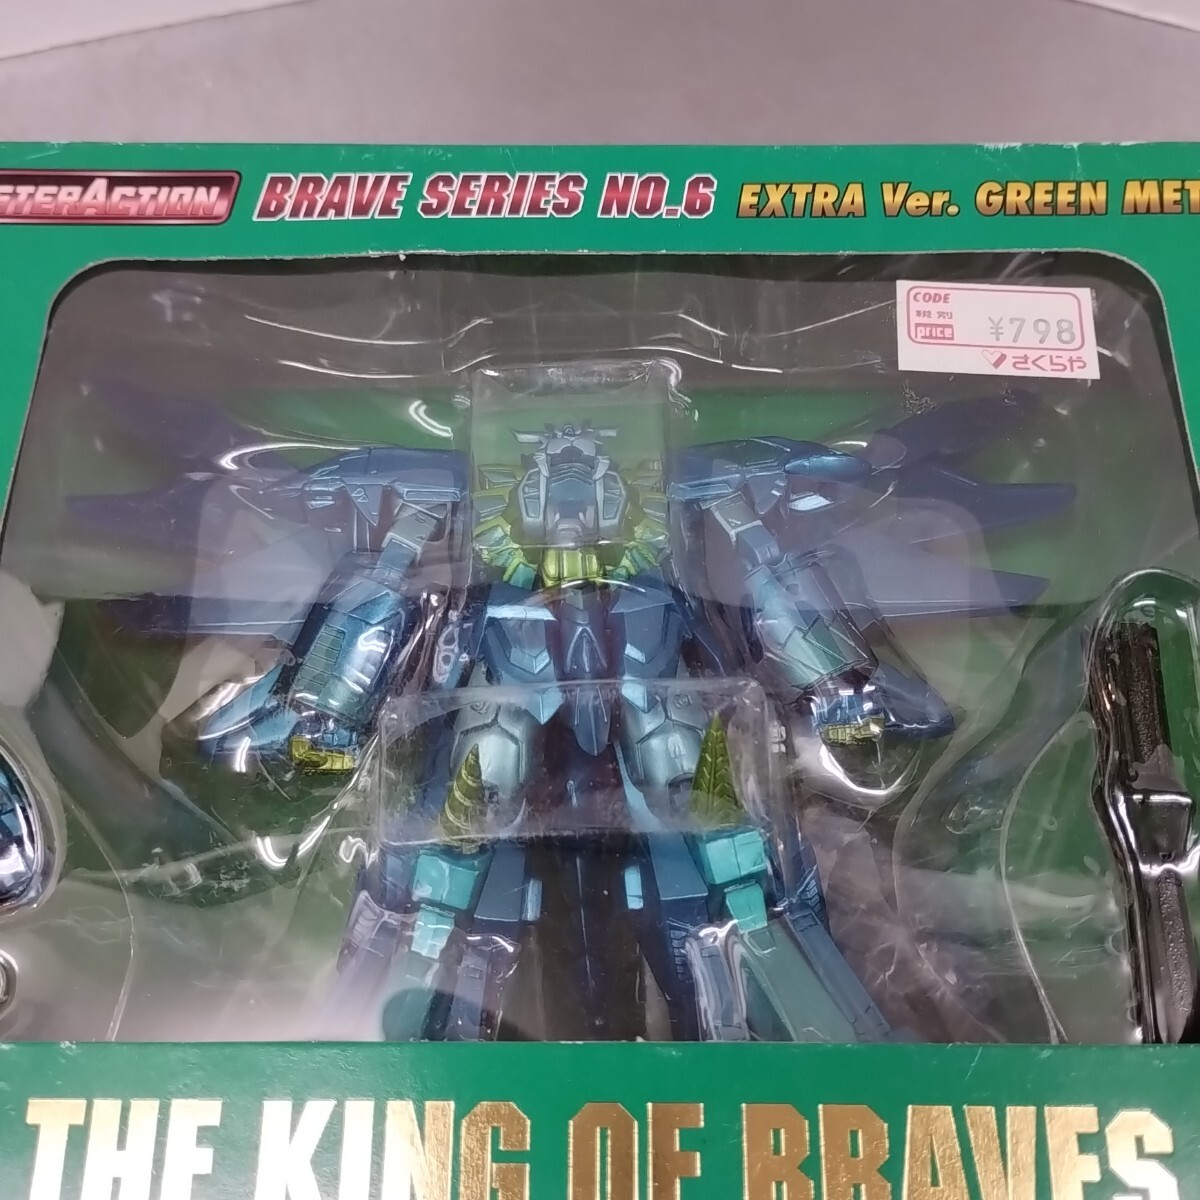 STERACTION BRAVE SERIES NO.6 EXTRA Ver. GREEN MET
CODE
price ¥798
さくらや
THE KING OF BRAVES